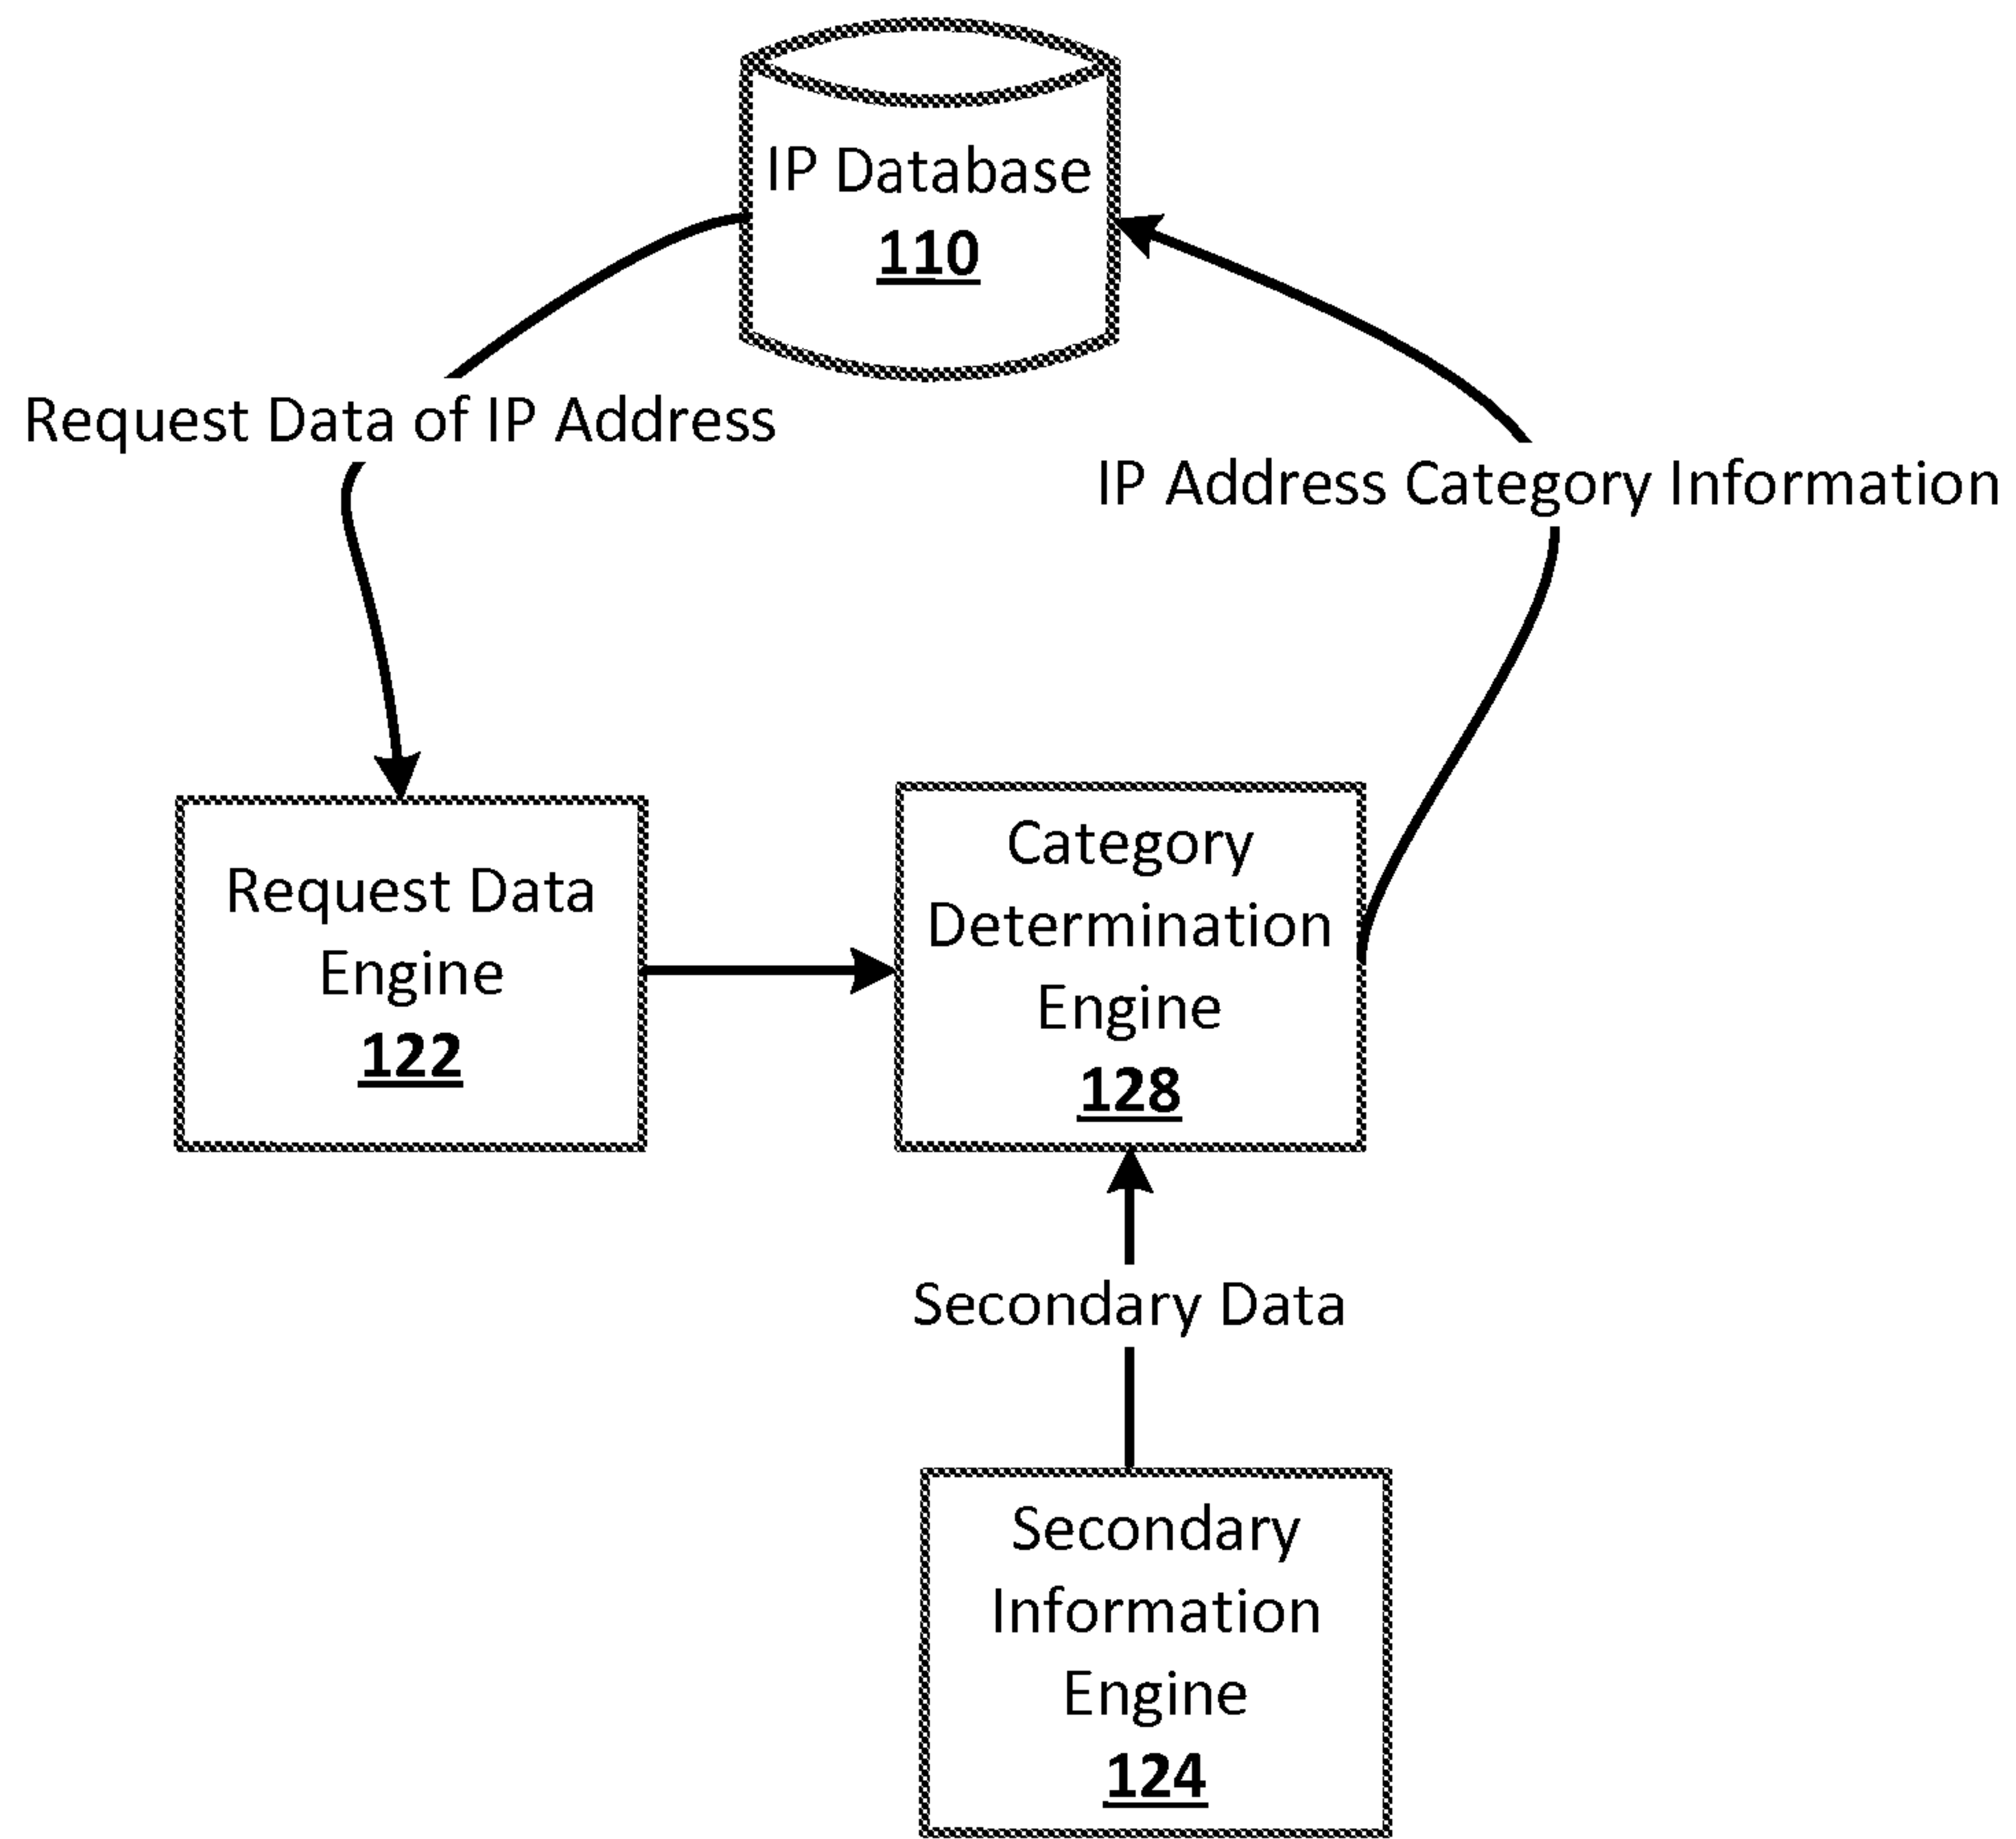 IP Database
110
Request Data of IP Address
IP Address Category Information
Request Data
Engine
122
Category
Determination
Engine
128
Secondary Data
Secondary
Information
Engine
124